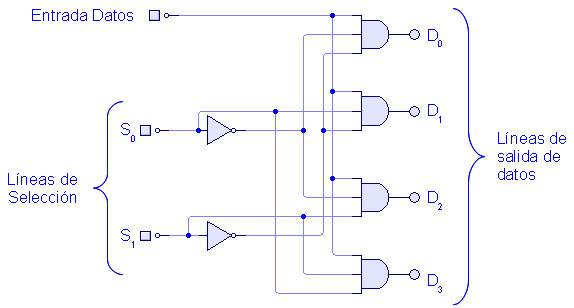 Entrada Datos
D0
D1
S0
Líneas de
Selección
Líneas de
salida de
datos
D2
S1
D3